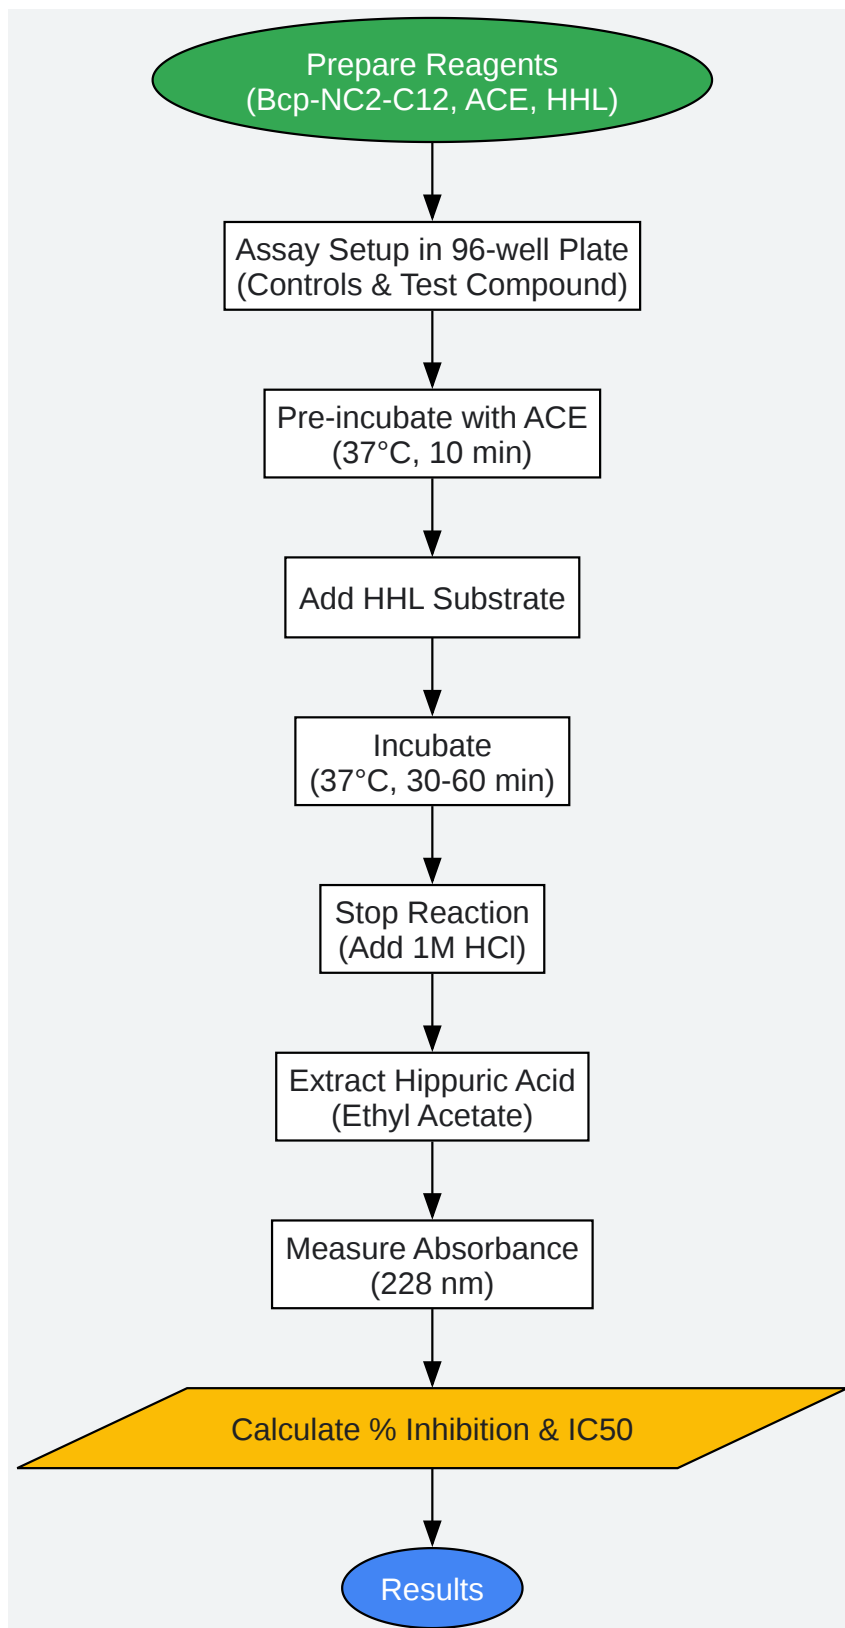 Prepare Reagents
(Bcp-NC2-C12, ACE, HHL)
Assay Setup in 96-well Plate
(Controls & Test Compound)
Pre-incubate with ACE
(37°C, 10 min)
Add HHL Substrate
Incubate
(37°C, 30-60 min)
Stop Reaction
(Add 1M HCl)
Extract Hippuric Acid
(Ethyl Acetate)
Measure Absorbance
(228 nm)
Calculate % Inhibition & IC50
Results